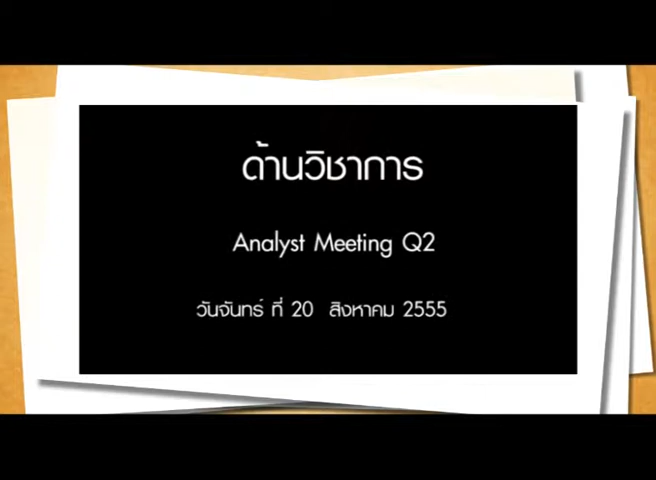 ด้านวิชาการ
Analyst Meeting Q2
วันจันทร์ ที่ 20 สิงหาคม 2555